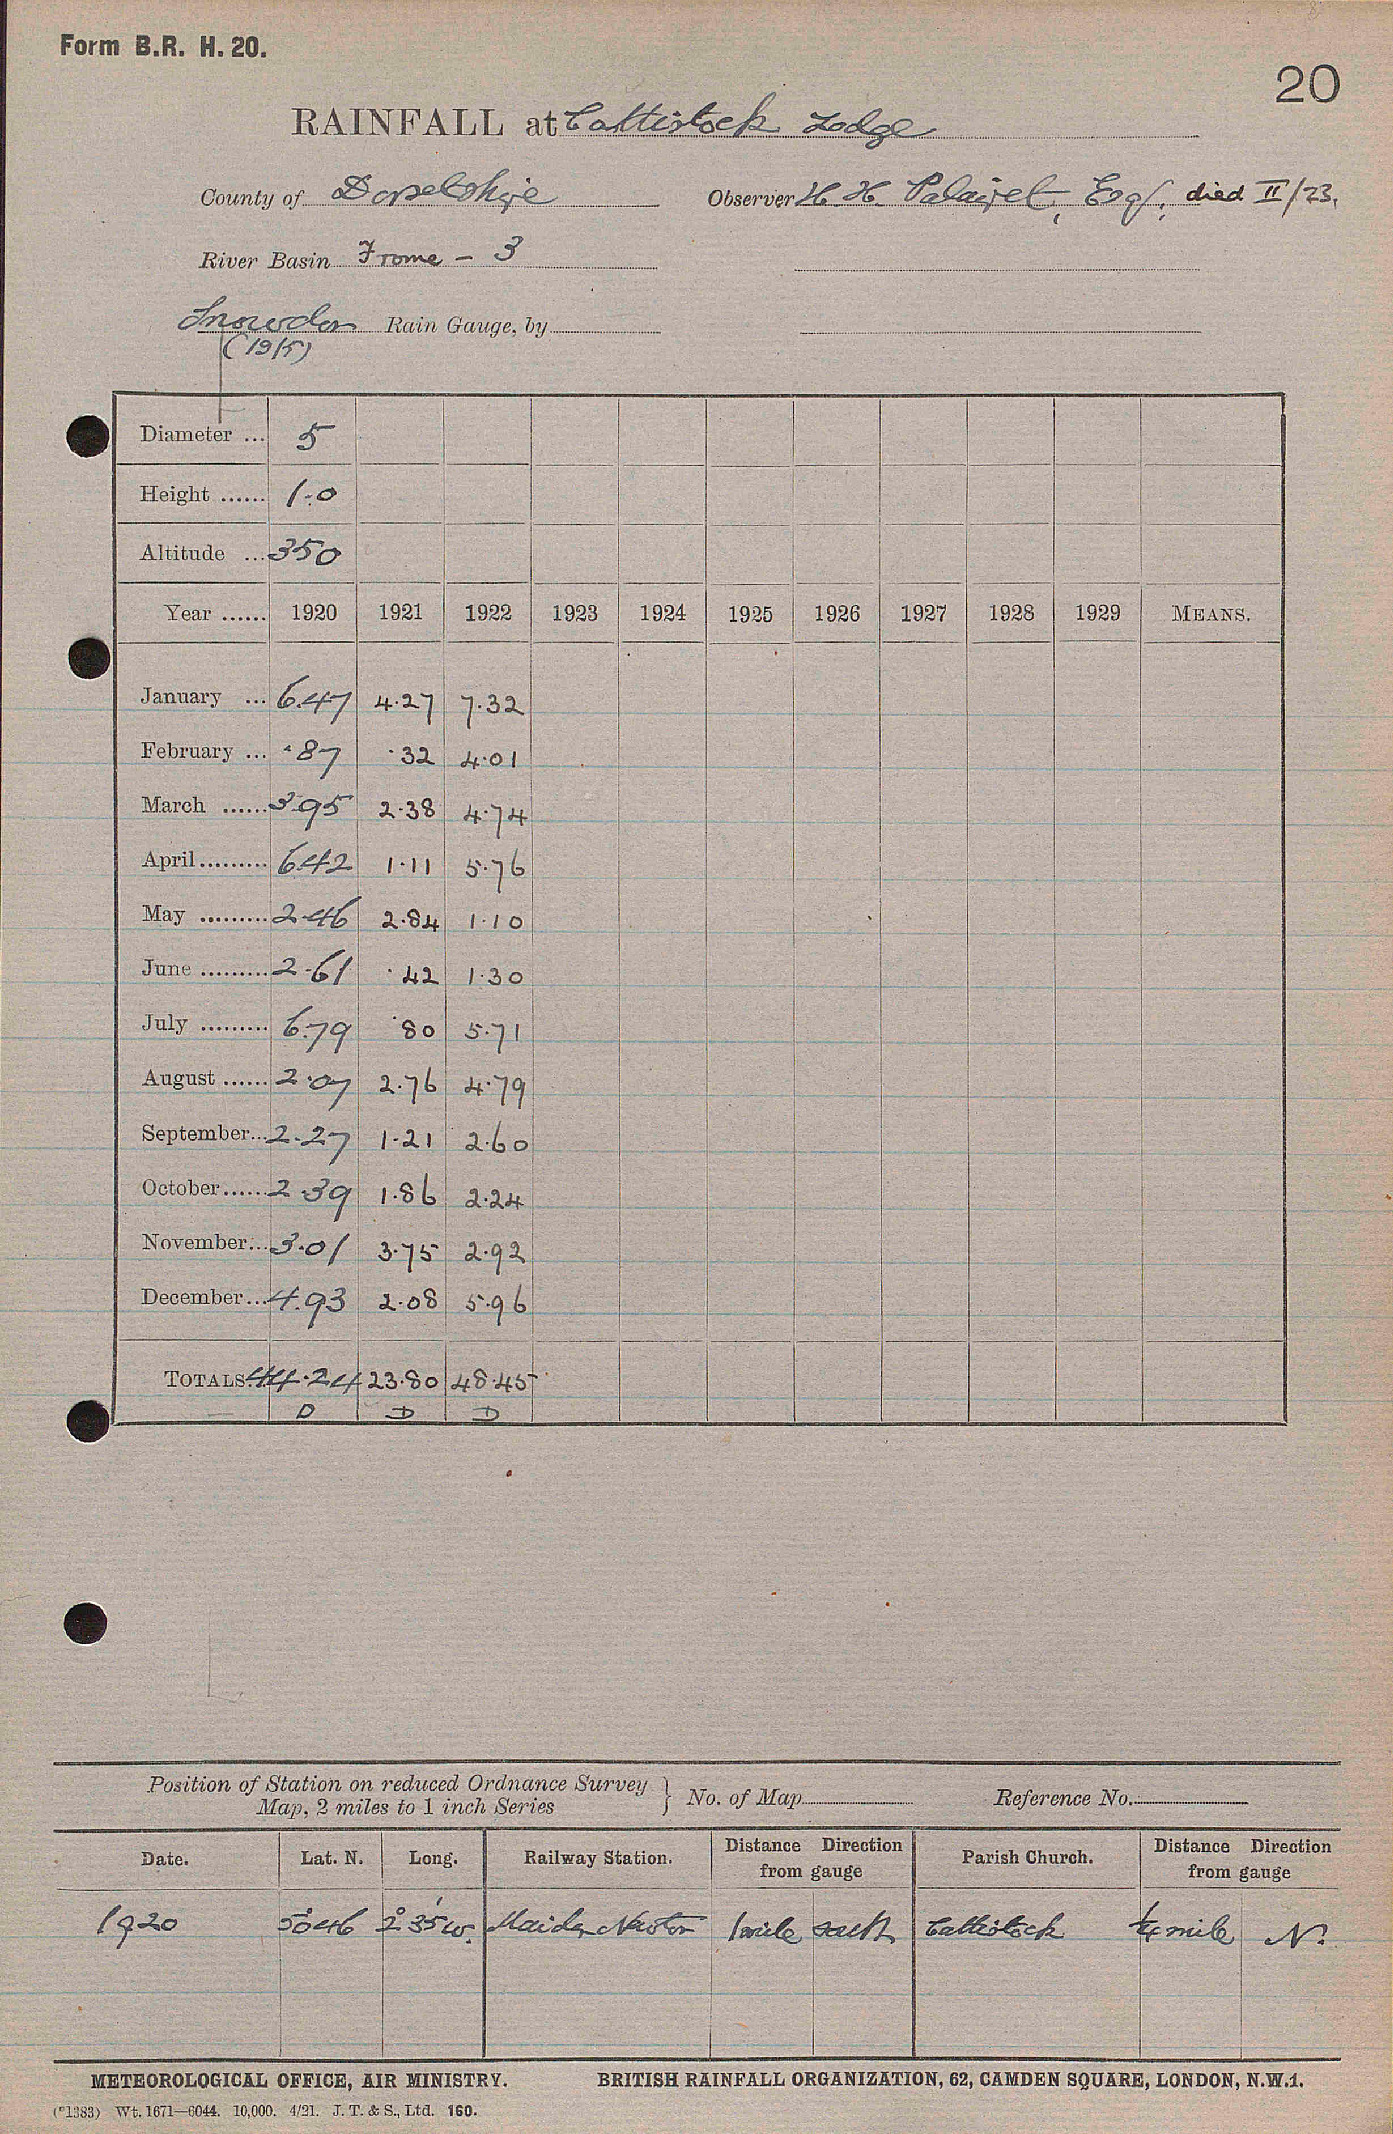 Form B.R. H. 20.
20
RAINFALL at Cattistock Lodge
County of Dorsetshire Observer H. H. Palairet, Esq., died II/23.
River Basin Frome - 3
Snowdon Rain Gauge, by
(1915)
Diameter ... 5
Height ...... 1.0
Altitude ... 350
Year ...... 1920 1921 1922 1923 1924 1925 1926 1927 1928 1929 MEANS.
January ... 6.47 4.27 7.32
February ... .87 .32 4.01
March ...... 3.95 2.38 4.74
April ......... 6.42 1.11 5.76
May ......... 2.46 2.84 1.10
June ......... 2.61 .42 1.30
July ......... 6.79 .80 5.71
August ...... 2.07 2.76 4.79
September... 2.27 1.21 2.60
October...... 2.39 1.86 2.24
November... 3.01 3.75 2.92
December... 4.93 2.08 5.96
TOTALS. 44.24 23.80 48.45
D D D
Position of Station on reduced Ordnance Survey
Map, 2 miles to 1 inch Series } No. of Map Reference No.
Date. Lat. N. Long. Railway Station. Distance Direction from gauge Parish Church. Distance Direction from gauge
1920 50°46 2°35'W. Maiden Newton 1 mile south Cattistock 1/4 mile N.
METEOROLOGICAL OFFICE, AIR MINISTRY. BRITISH RAINFALL ORGANIZATION, 62, CAMDEN SQUARE, LONDON, N.W.1.
(*1383) Wt. 1671—6044. 10,000. 4/21. J. T. & S., Ltd. 160.